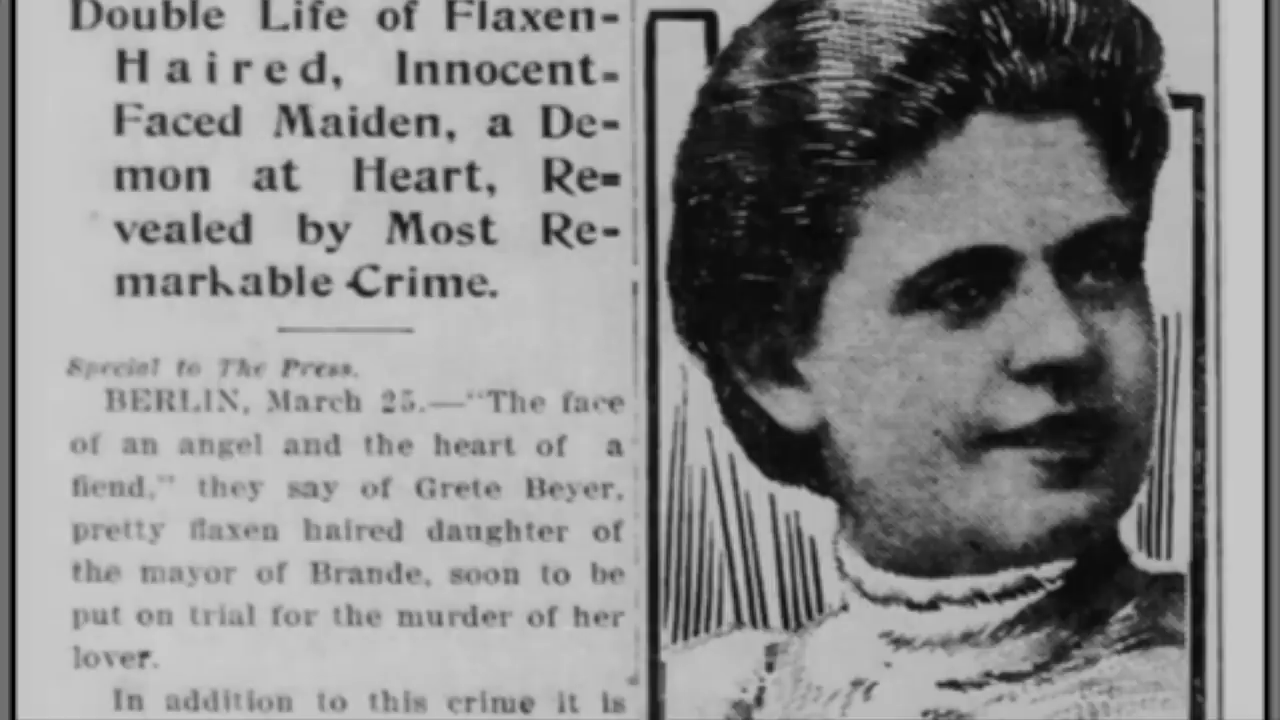 Double Life of Flaxen-
Haired, Innocent-
Faced Maiden, a De-
mon at Heart, Re-
vealed by Most Re-
markable Crime.
Special to The Press.
BERLIN, March 25.—"The face
of an angel and the heart of a
fiend," they say of Grete Beyer,
pretty flaxen haired daughter of
the mayor of Brande, soon to be
put on trial for the murder of her
lover.
In addition to this crime it is